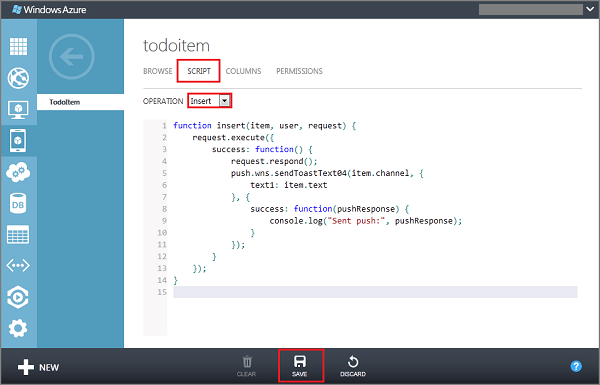 Windows Azure
todoitem
BROWSE SCRIPT COLUMNS PERMISSIONS
TodoItem
OPERATION Insert
1 function insert(item, user, request) {
2 request.execute({
3 success: function() {
4 request.respond();
5 push.wns.sendToastText04(item.channel, {
6 text1: item.text
7 }, {
8 success: function(pushResponse) {
9 console.log("Sent push:", pushResponse);
10 }
11 });
12 }
13 });
14 }
15
DB
NEW CLEAR SAVE DISCARD ?